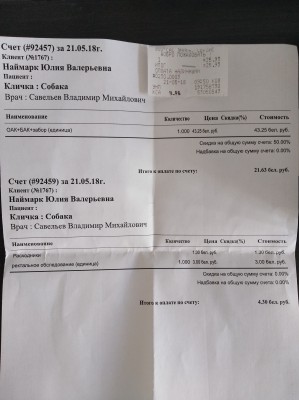 Счет (#92457) за 21.05.18г.
Клиент (№1767) :
Наймарк Юлия Валерьевна
Пациент :
Кличка : Собака
Врач : Савельев Владимир Михайлович
Наименование Количество Цена Скидка(%) Стоимость
ОАК+БАК+забор (единица) 1.000 43.25 бел. руб. 43.25 бел. руб.
Скидка на общую сумму счета: 50.00%
Надбавка на общую сумму счета: 0.00%
Итого к оплате по счету: 21.63 бел. руб.
Счет (#92459) за 21.05.18г.
Клиент (№1767) :
Наймарк Юлия Валерьевна
Пациент :
Кличка : Собака
Врач : Савельев Владимир Михайлович
Наименование Количество Цена Скидка(%) Стоимость
Расходники 1.30 бел. руб. 1.30 бел. руб.
ректальное обследование (единица) 1.000 3.00 бел. руб. 3.00 бел. руб.
Скидка на общую сумму счета: 0.00%
Надбавка на общую сумму счета: 0.00%
Итого к оплате по счету: 4.30 бел. руб.